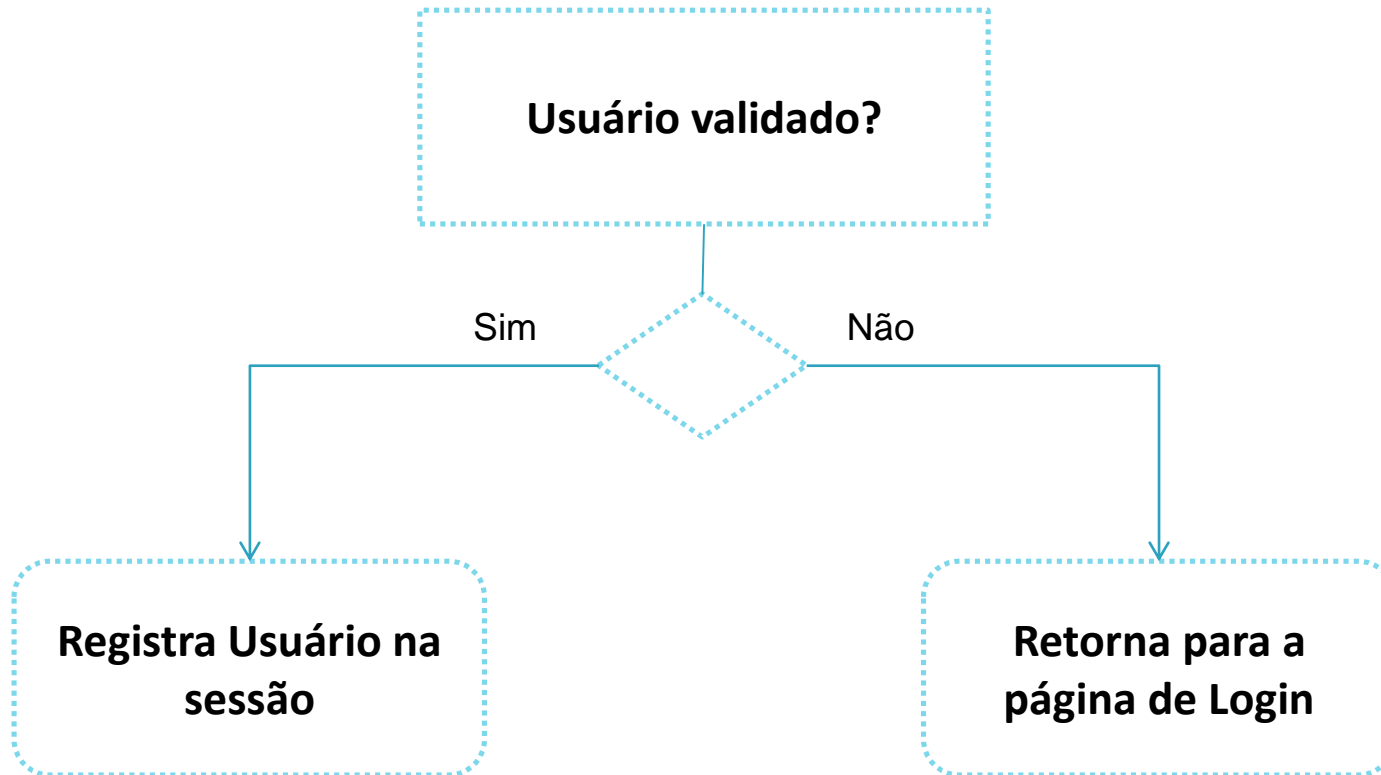 Usuário validado?
Sim
Não
Registra Usuário na
sessão
Retorna para a
página de Login